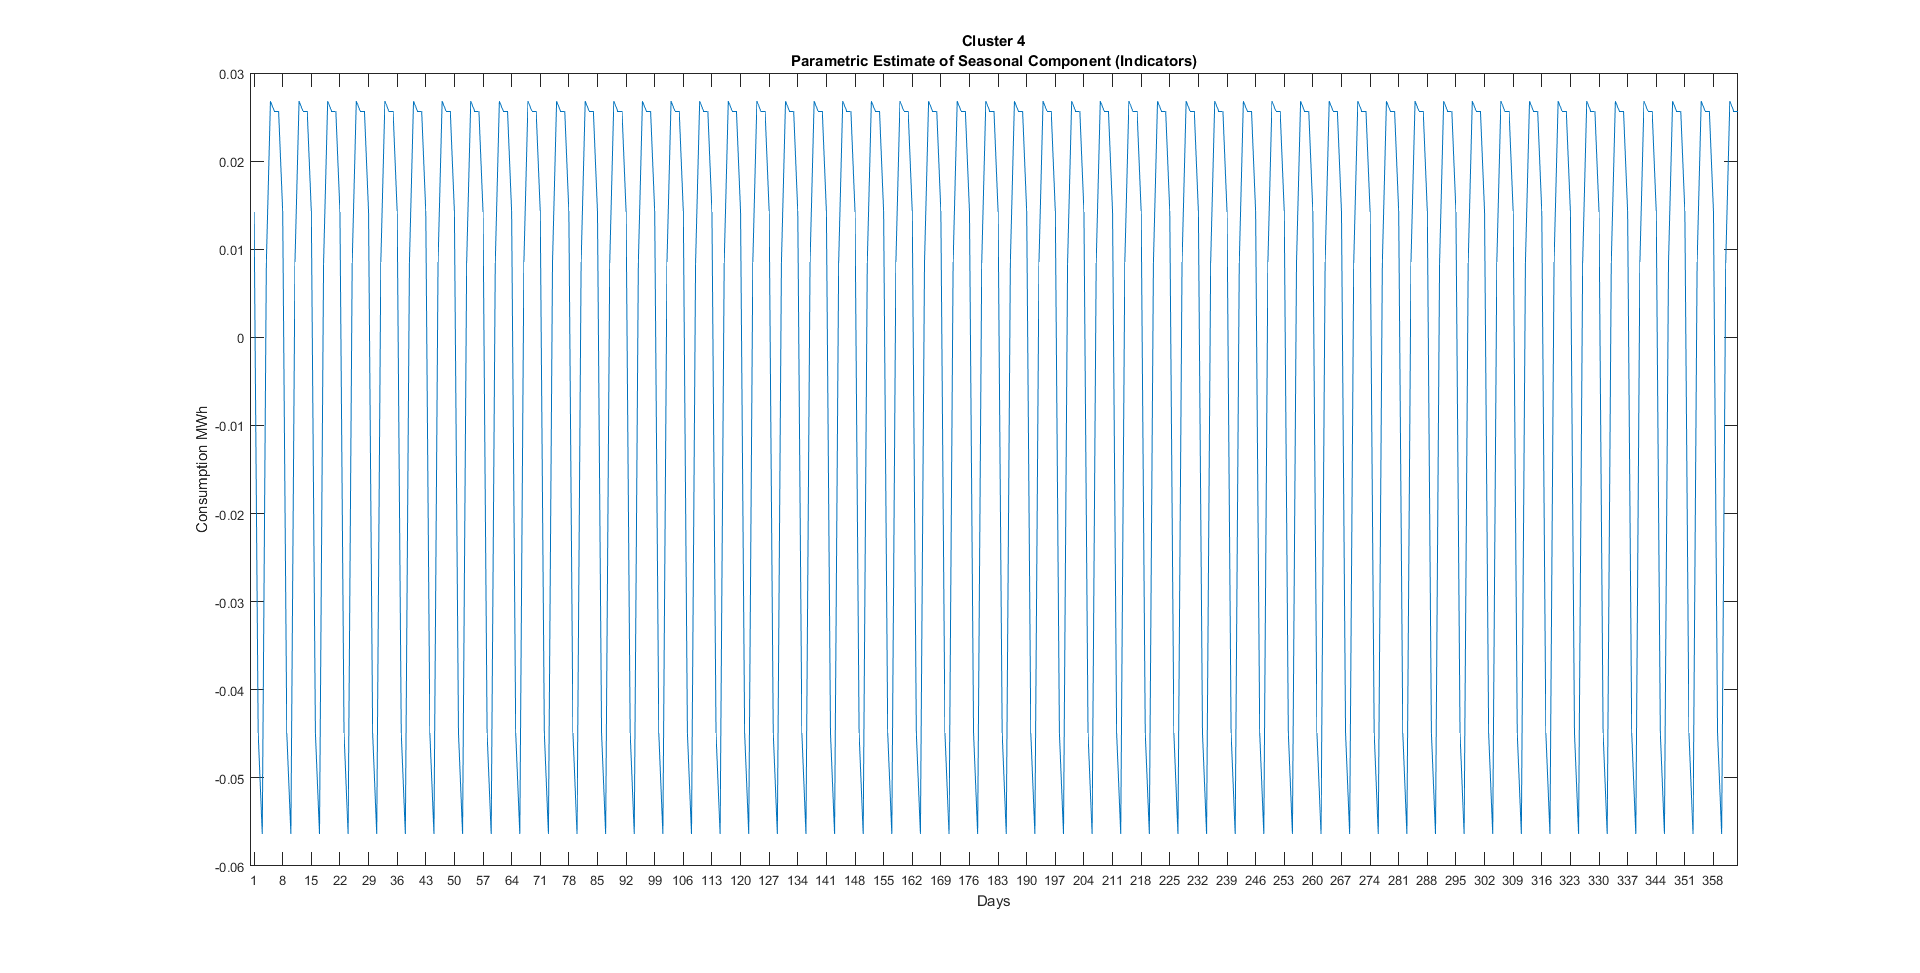 Cluster 4
Parametric Estimate of Seasonal Component (Indicators)
0.03
0.02
0.01
0
-0.01
-0.02
-0.03
-0.04
-0.05
-0.06
Consumption MWh
1 8 15 22 29 36 43 50 57 64 71 78 85 92 99 106 113 120 127 134 141 148 155 162 169 176 183 190 197 204 211 218 225 232 239 246 253 260 267 274 281 288 295 302 309 316 323 330 337 344 351 358
Days